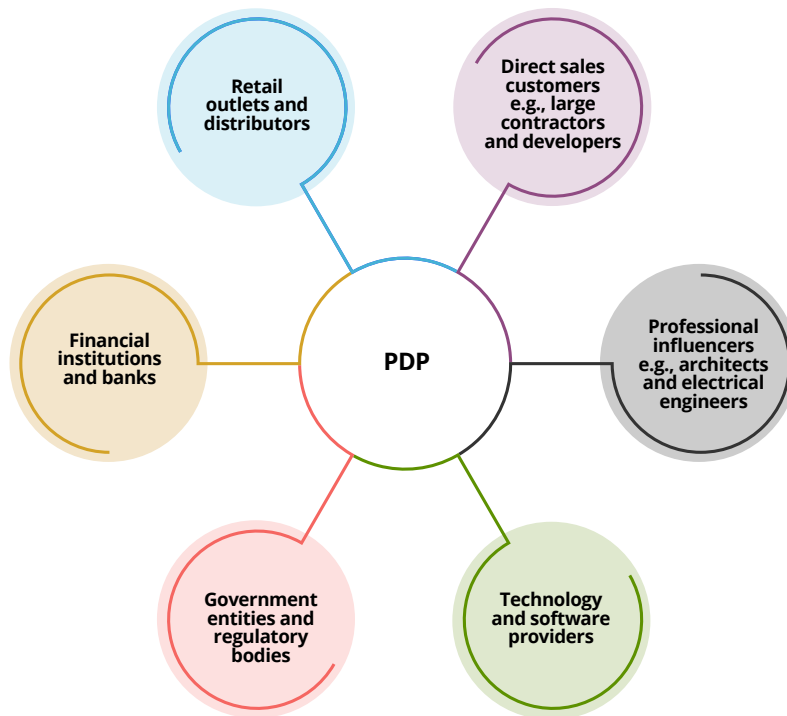 Retail
outlets and
distributors
Direct sales
customers
e.g., large
contractors
and developers
Financial
institutions
and banks
PDP
Professional
influencers
e.g., architects
and electrical
engineers
Government
entities and
regulatory
bodies
Technology
and software
providers